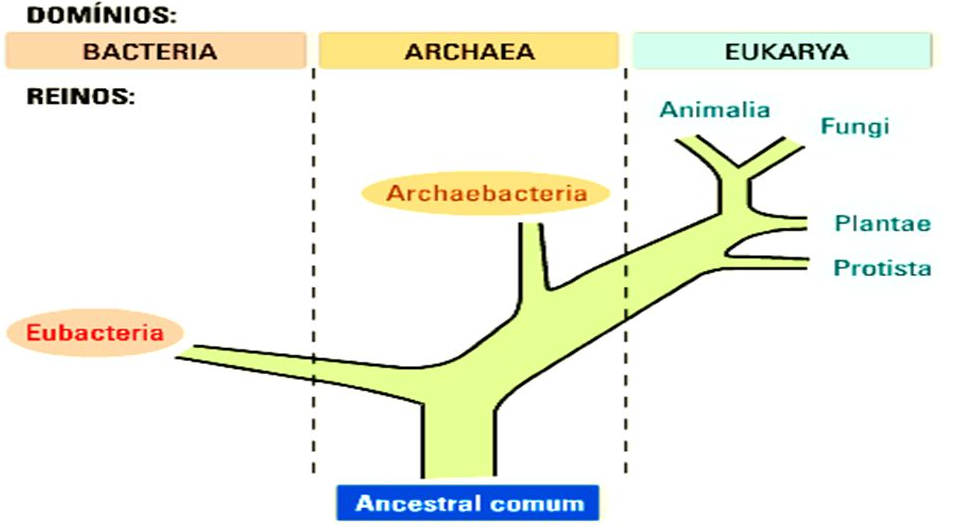 DOMÍNIOS:
BACTERIA
ARCHAEA
EUKARYA
REINOS:
Animalia
Fungi
Archaebacteria
Plantae
Protista
Eubacteria
Ancestral comum